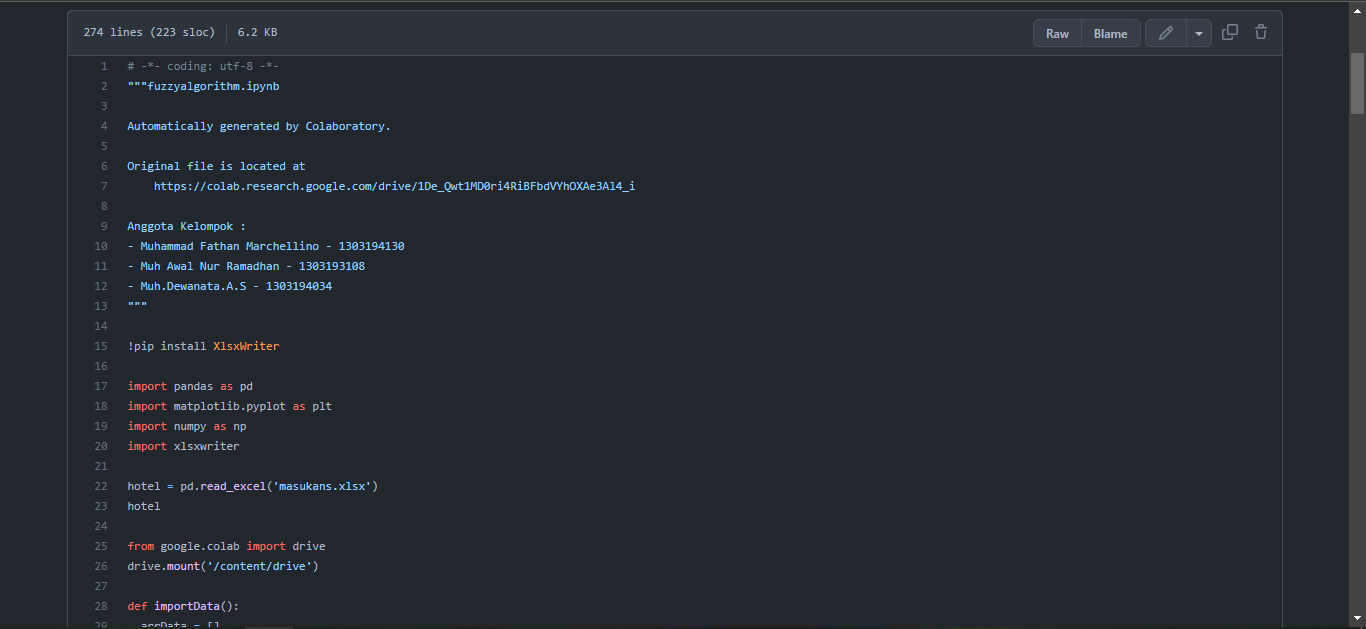 274 lines (223 sloc) 6.2 KB Raw Blame
1 # -*- coding: utf-8 -*-
2 """fuzzyalgorithm.ipynb
3
4 Automatically generated by Colaboratory.
5
6 Original file is located at
7 https://colab.research.google.com/drive/1De_Qwt1MD0ri4RiBFbdVYhOXAe3Al4_i
8
9 Anggota Kelompok :
10 - Muhammad Fathan Marchellino - 1303194130
11 - Muh Awal Nur Ramadhan - 1303193108
12 - Muh.Dewanata.A.S - 1303194034
13 """
14
15 !pip install XlsxWriter
16
17 import pandas as pd
18 import matplotlib.pyplot as plt
19 import numpy as np
20 import xlsxwriter
21
22 hotel = pd.read_excel('masukans.xlsx')
23 hotel
24
25 from google.colab import drive
26 drive.mount('/content/drive')
27
28 def importData():
29 arrData = []